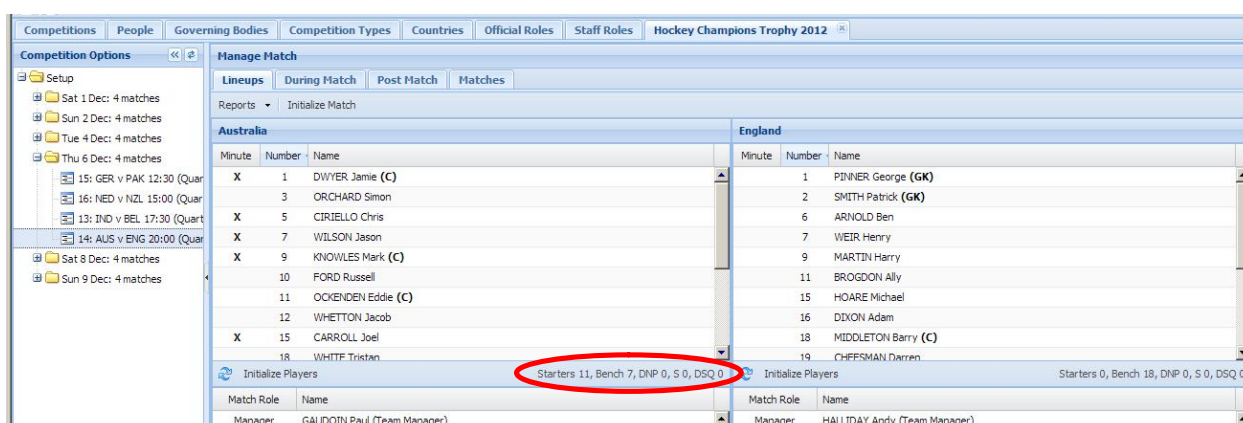 Competitions People Governing Bodies Competition Types Countries Official Roles Staff Roles Hockey Champions Trophy 2012
Competition Options
Setup
Sat 1 Dec: 4 matches
Sun 2 Dec: 4 matches
Tue 4 Dec: 4 matches
Thu 6 Dec: 4 matches
15: GER v PAK 12:30 (Quar
16: NED v NZL 15:00 (Quar
13: IND v BEL 17:30 (Quart
14: AUS v ENG 20:00 (Quar
Sat 8 Dec: 4 matches
Sun 9 Dec: 4 matches
Manage Match
Lineups During Match Post Match Matches
Reports Initialize Match
Australia
Minute Number Name
X 1 DWYER Jamie (C)
3 ORCHARD Simon
X 5 CIRIELLO Chris
X 7 WILSON Jason
X 9 KNOWLES Mark (C)
10 FORD Russell
11 OCKENDEN Eddie (C)
12 WHETTON Jacob
X 15 CARROLL Joel
18 WHITE Tristan
Initialize Players Starters 11, Bench 7, DNP 0, S 0, DSQ 0
Match Role Name
Manager GAUDOIN Paul (Team Manager)
England
Minute Number Name
1 PINNER George (GK)
2 SMITH Patrick (GK)
6 ARNOLD Ben
7 WEIR Henry
9 MARTIN Harry
11 BROGDON Ally
15 HOARE Michael
16 DIXON Adam
18 MIDDLETON Barry (C)
19 CHEESMAN Darren
Initialize Players Starters 0, Bench 18, DNP 0, S 0, DSQ 0
Match Role Name
Manager HALLIDAY Andy (Team Manager)